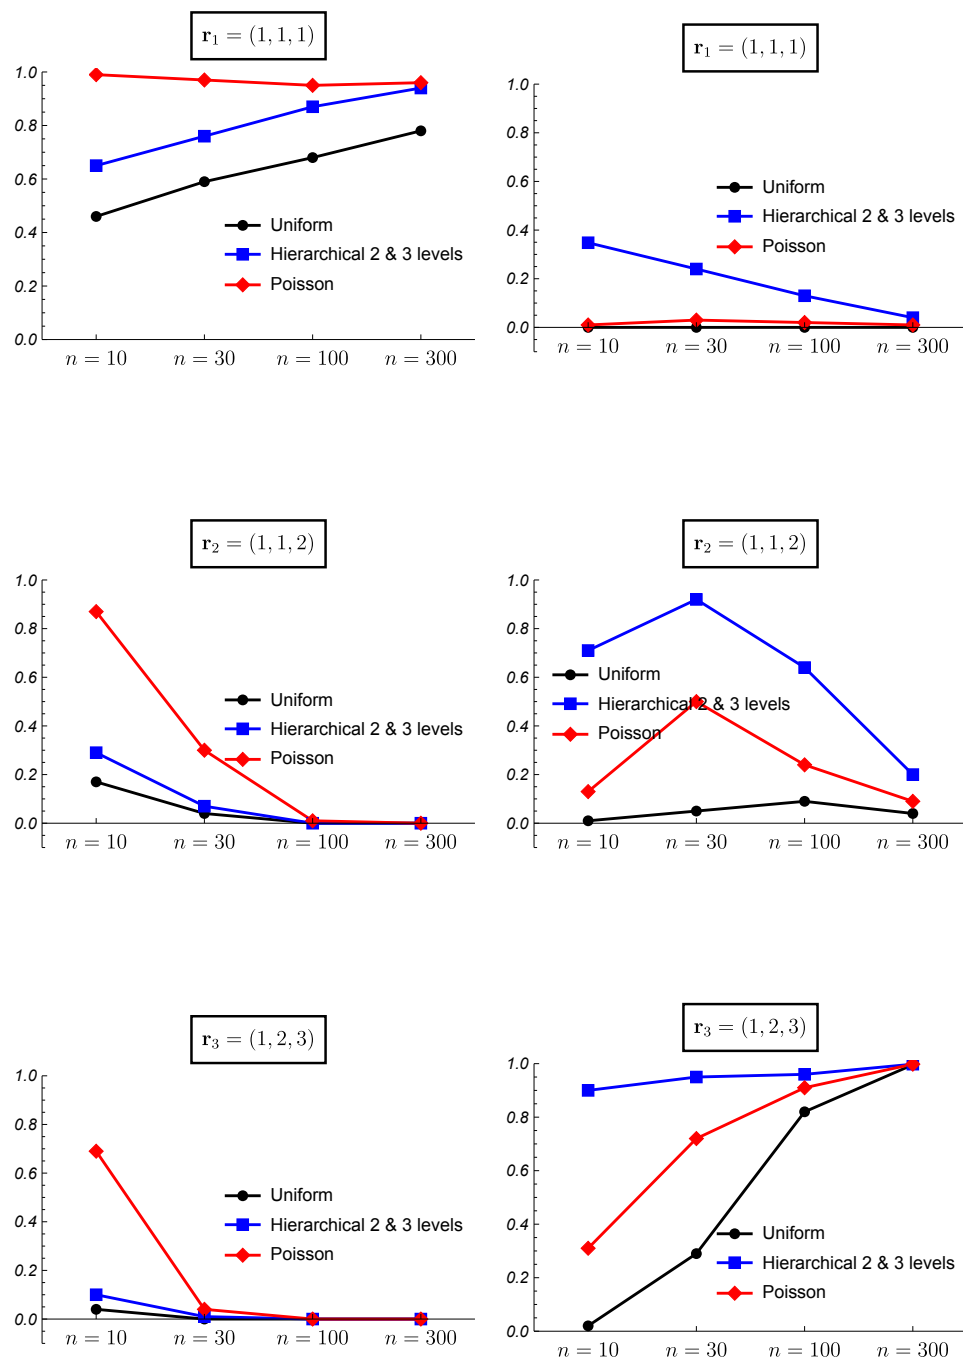 r₁ = (1, 1, 1)
1.0
0.8
0.6
0.4
0.2
0.0
Uniform
Hierarchical 2 & 3 levels
Poisson
n = 10 n = 30 n = 100 n = 300
r₁ = (1, 1, 1)
1.0
0.8
0.6
0.4
0.2
0.0
Uniform
Hierarchical 2 & 3 levels
Poisson
n = 10 n = 30 n = 100 n = 300
r₂ = (1, 1, 2)
1.0
0.8
0.6
0.4
0.2
0.0
Uniform
Hierarchical 2 & 3 levels
Poisson
n = 10 n = 30 n = 100 n = 300
r₂ = (1, 1, 2)
1.0
0.8
0.6
0.4
0.2
0.0
Uniform
Hierarchical 2 & 3 levels
Poisson
n = 10 n = 30 n = 100 n = 300
r₃ = (1, 2, 3)
1.0
0.8
0.6
0.4
0.2
0.0
Uniform
Hierarchical 2 & 3 levels
Poisson
n = 10 n = 30 n = 100 n = 300
r₃ = (1, 2, 3)
1.0
0.8
0.6
0.4
0.2
0.0
Uniform
Hierarchical 2 & 3 levels
Poisson
n = 10 n = 30 n = 100 n = 300